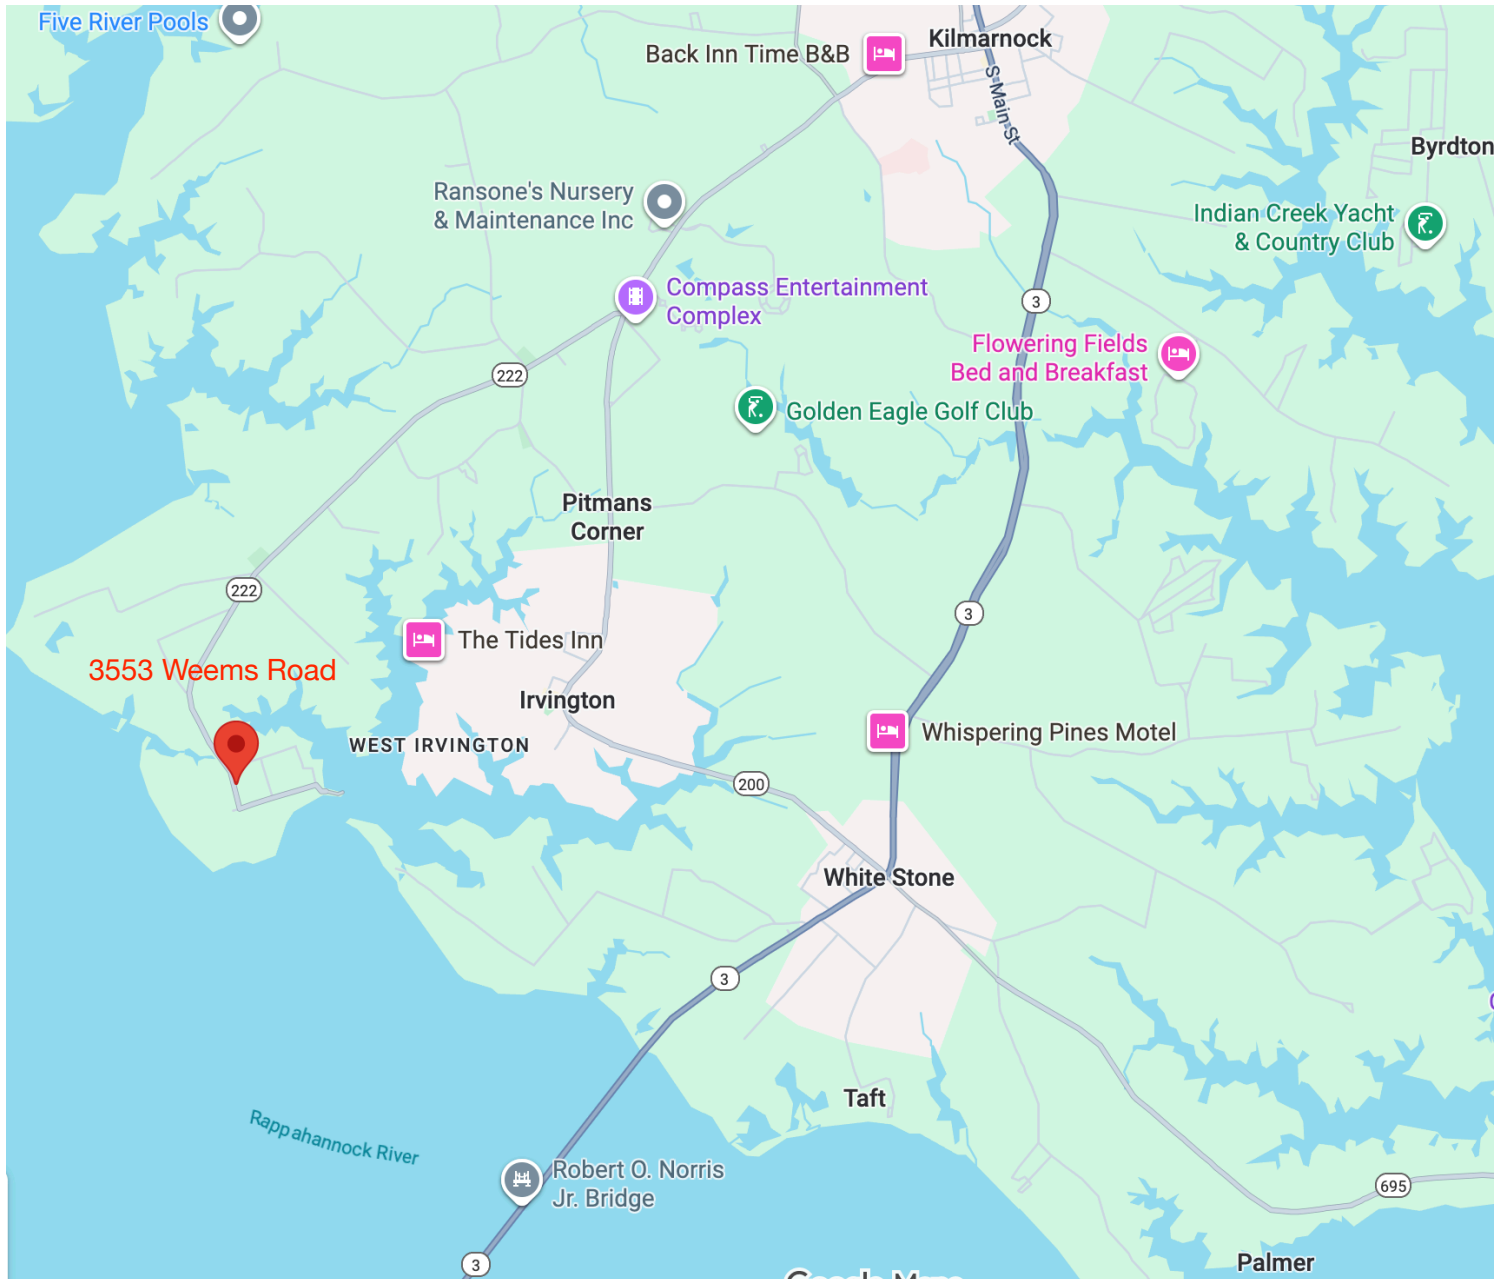 Five River Pools
Back Inn Time B&B
Kilmarnock
S Main St
Byrdton
Ransone's Nursery
& Maintenance Inc
Indian Creek Yacht
& Country Club
Compass Entertainment
Complex
3
Flowering Fields
Bed and Breakfast
222
Golden Eagle Golf Club
Pitmans
Corner
222
3
The Tides Inn
3553 Weems Road
Irvington
WEST IRVINGTON
Whispering Pines Motel
200
White Stone
3
Taft
Rappahannock River
Robert O. Norris
Jr. Bridge
695
3
Palmer
Google Maps